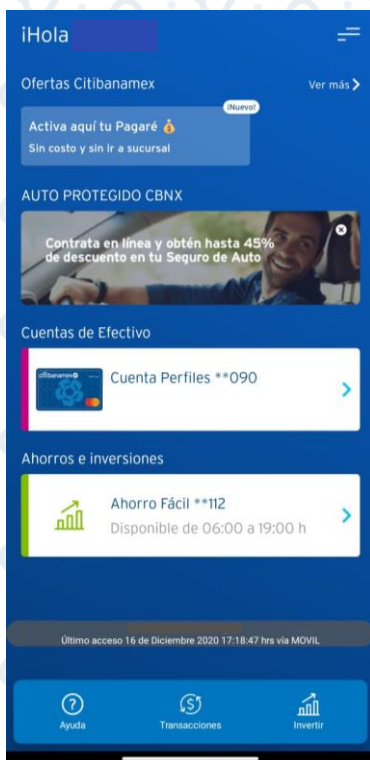 ¡Hola
Ofertas Citibanamex
Ver más
¡Nuevo!
Activa aquí tu Pagaré
Sin costo y sin ir a sucursal
AUTO PROTEGIDO CBNX
Contrata en línea y obtén hasta 45%
de descuento en tu Seguro de Auto
Cuentas de Efectivo
citibanamex
Cuenta Perfiles **090
Ahorros e inversiones
Ahorro Fácil **112
Disponible de 06:00 a 19:00 h
Último acceso 16 de Diciembre 2020 17:18:47 hrs vía MOVIL
Ayuda
Transacciones
Invertir